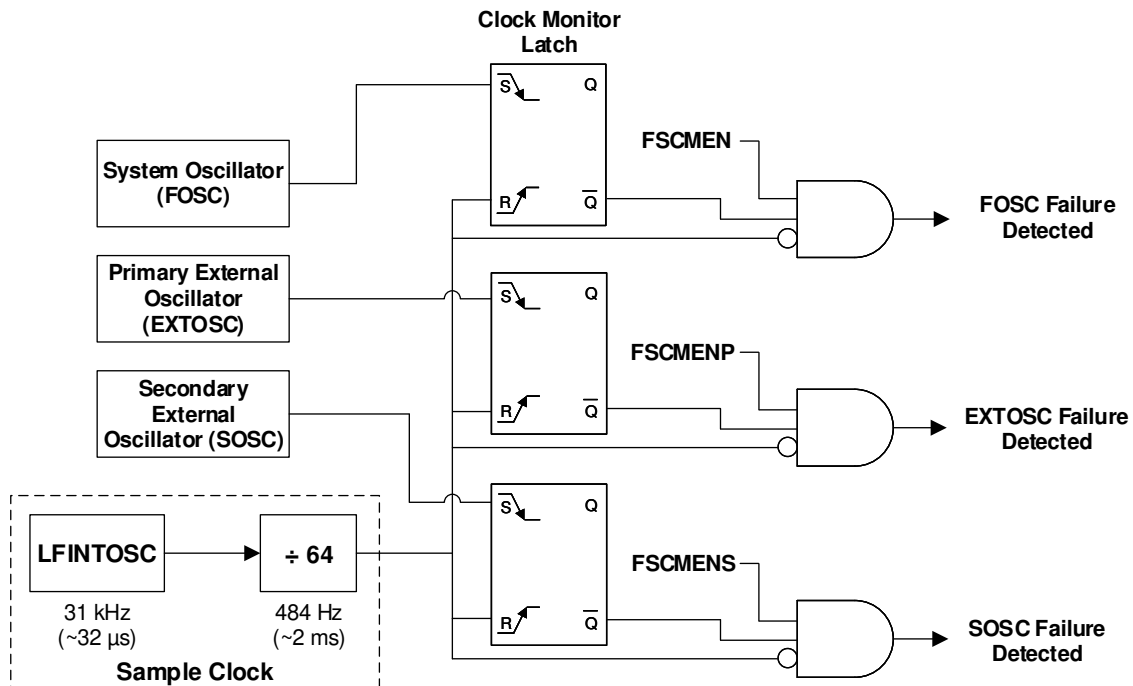 Clock Monitor
Latch
S
Q
R
Q
System Oscillator
(FOSC)
FSCMEN
FOSC Failure
Detected
Primary External
Oscillator
(EXTOSC)
S
Q
R
Q
FSCMENP
EXTOSC Failure
Detected
Secondary
External
Oscillator (SOSC)
S
Q
R
Q
FSCMENS
SOSC Failure
Detected
LFINTOSC
÷ 64
31 kHz
(~32 µs)
484 Hz
(~2 ms)
Sample Clock